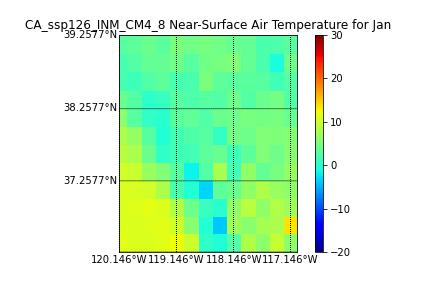 CA_ssp126_INM_CM4_8 Near-Surface Air Temperature for Jan
39.2577°N
38.2577°N
37.2577°N
120.146°W 119.146°W 118.146°W 117.146°W
30
20
10
0
−10
−20